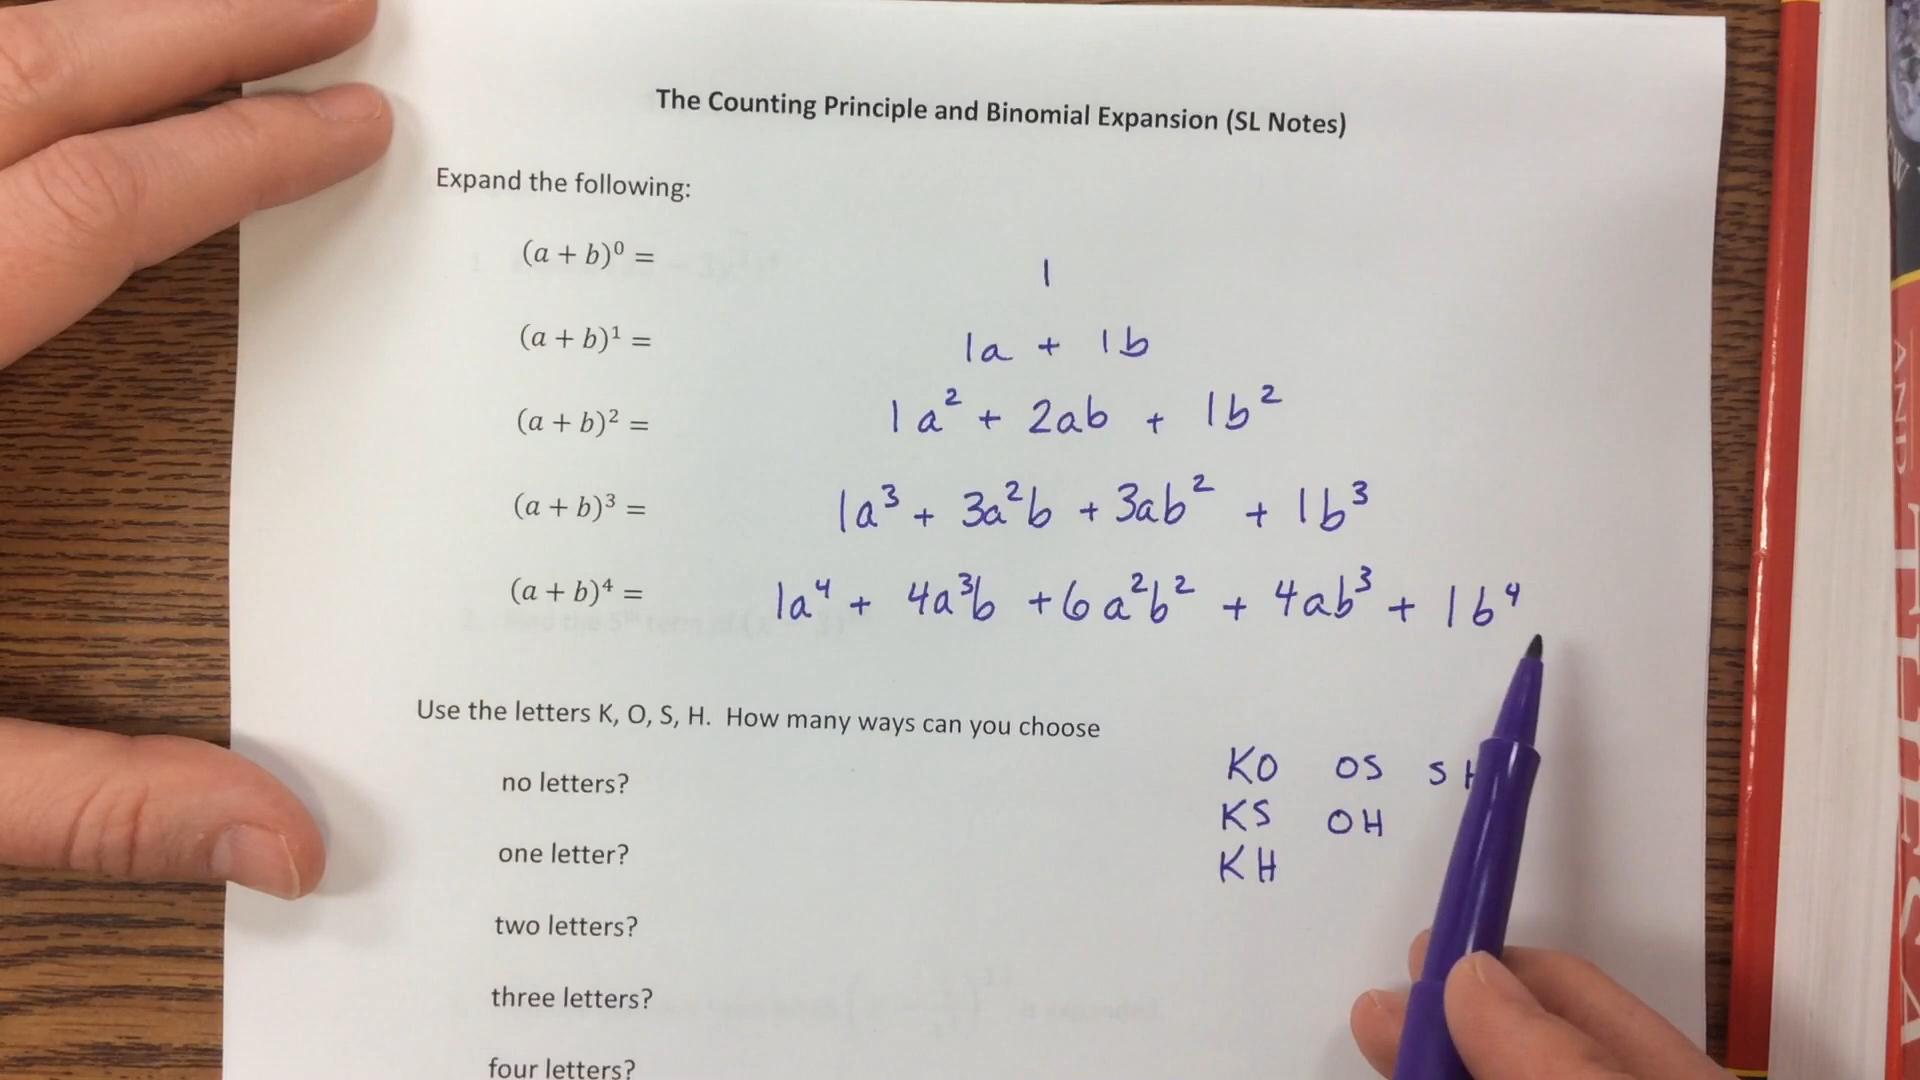 The Counting Principle and Binomial Expansion (SL Notes)
Expand the following:
(a + b)⁰ = 1
(a + b)¹ = 1a + 1b
(a + b)² = 1a² + 2ab + 1b²
(a + b)³ = 1a³ + 3a²b + 3ab² + 1b³
(a + b)⁴ = 1a⁴ + 4a³b + 6a²b² + 4ab³ + 1b⁴
Use the letters K, O, S, H. How many ways can you choose
no letters?
KO OS SH
KS OH
one letter?
KH
two letters?
three letters?
four letters?
AND